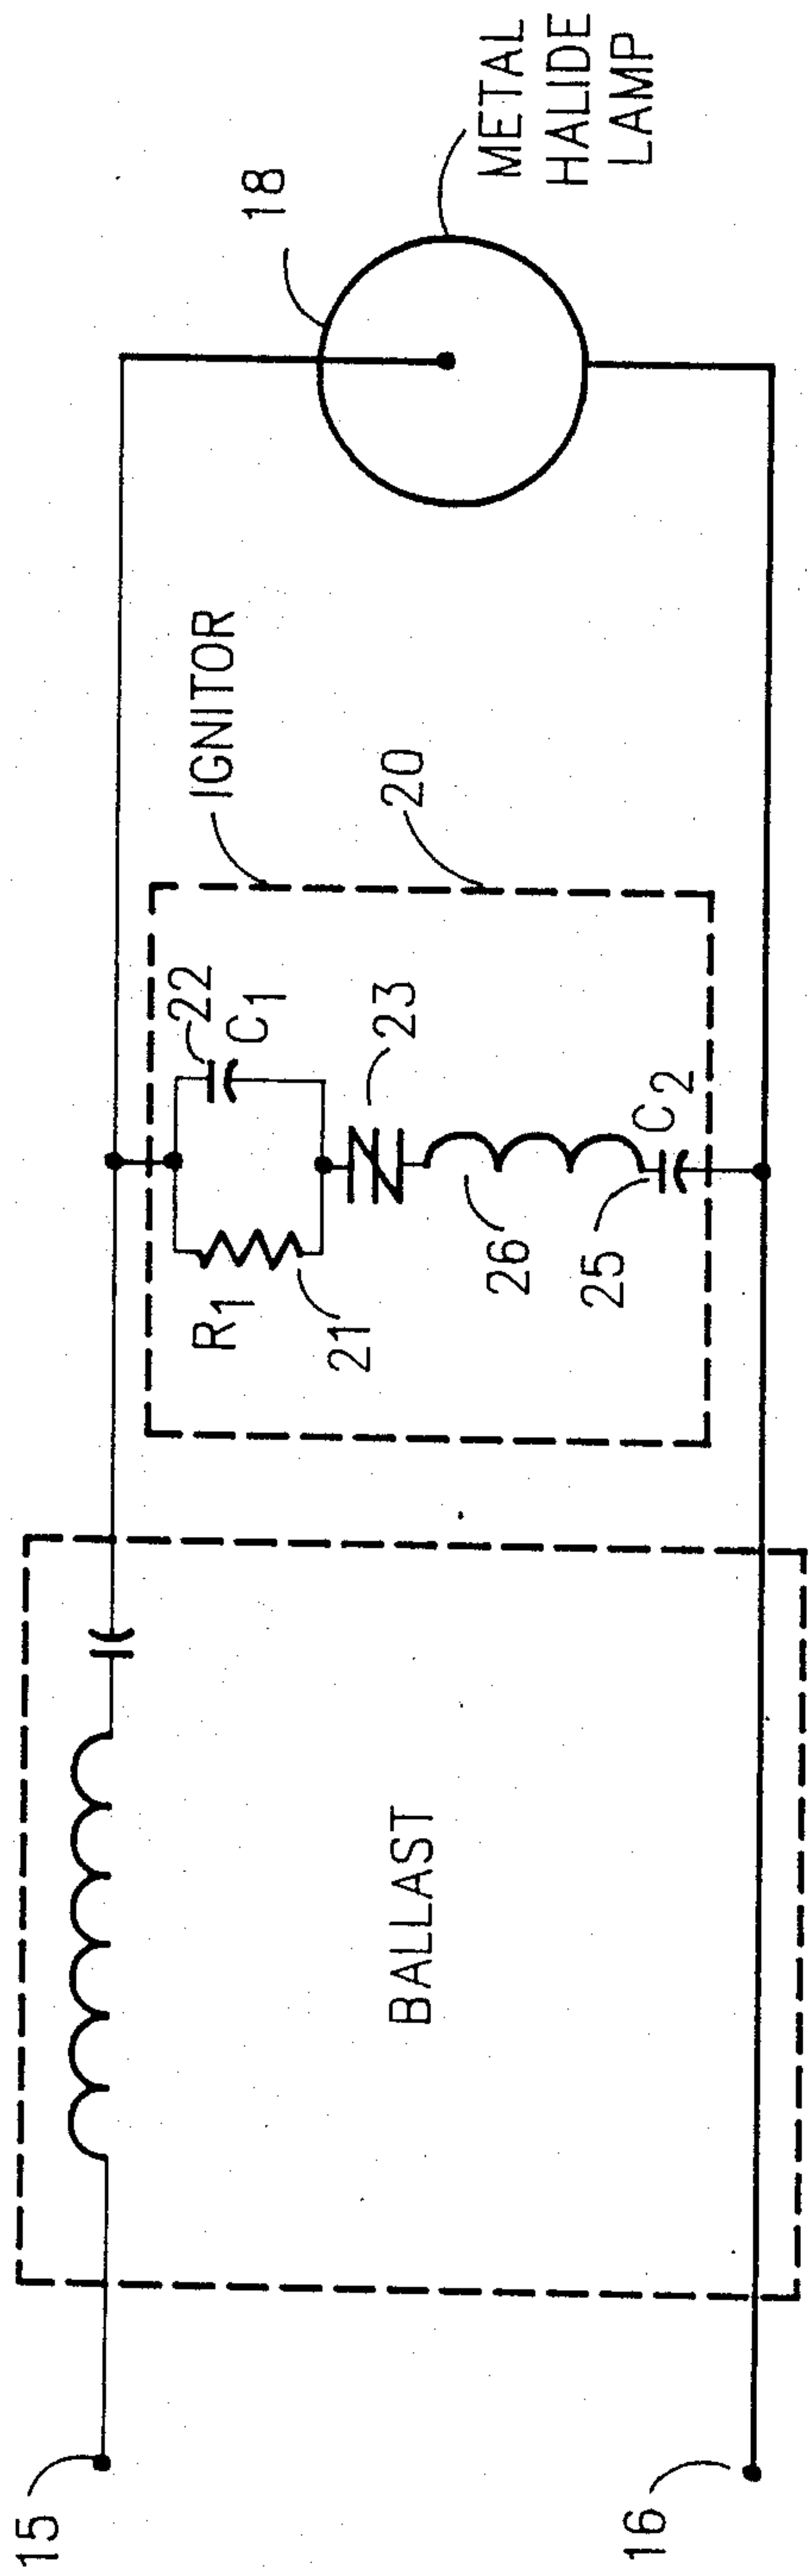 15
16
BALLAST
R1
21
22
C1
23
26
25
C2
IGNITOR
20
18
METAL
HALIDE
LAMP